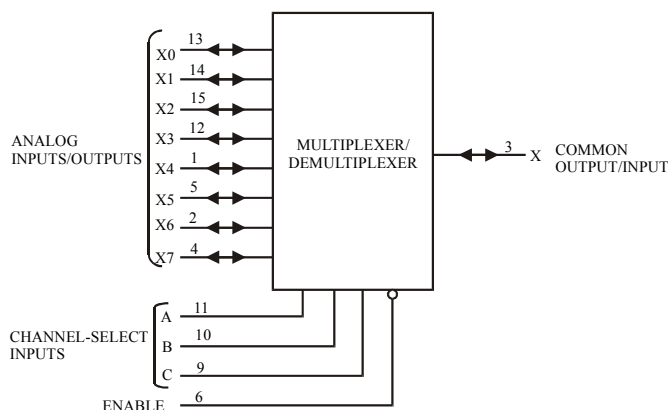 X0 13
X1 14
X2 15
X3 12
X4 1
X5 5
X6 2
X7 4
ANALOG
INPUTS/OUTPUTS
MULTIPLEXER/
DEMULTIPLEXER
3 X
COMMON
OUTPUT/INPUT
A 11
B 10
C 9
CHANNEL-SELECT
INPUTS
ENABLE 6